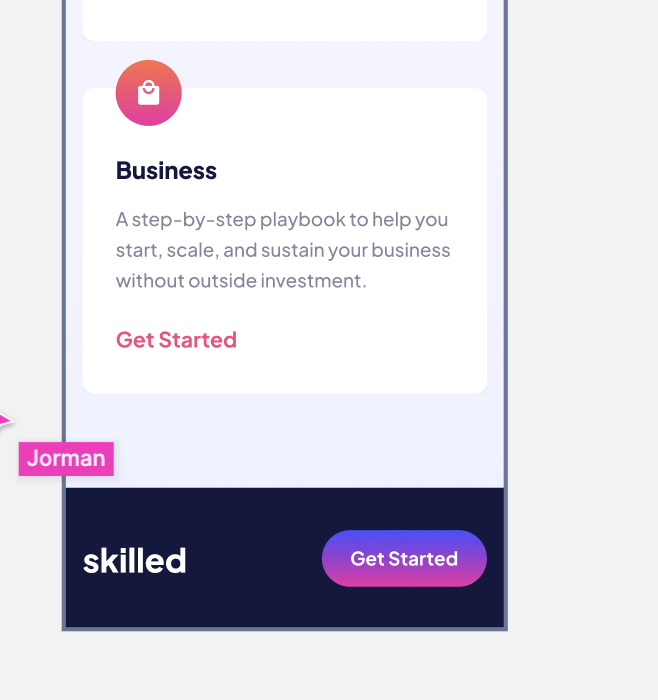 Business
A step-by-step playbook to help you
start, scale, and sustain your business
without outside investment.
Get Started
Jorman
skilled
Get Started